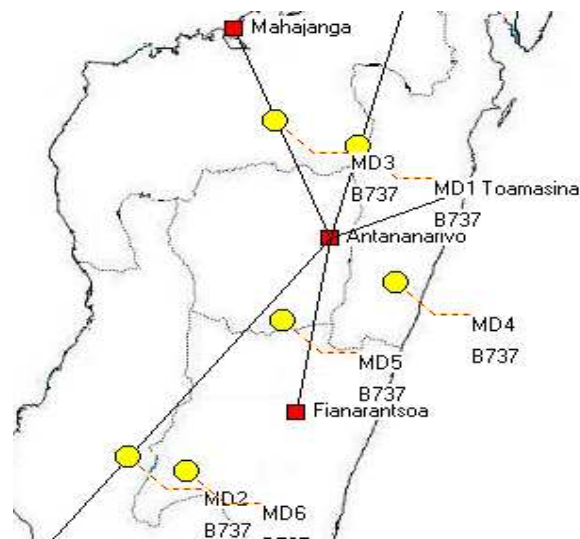 Mahajanga
MD3
B737
MD1 Toamasina
B737
Antananarivo
MD4
B737
MD5
B737
Fianarantsoa
MD2
B737
MD6